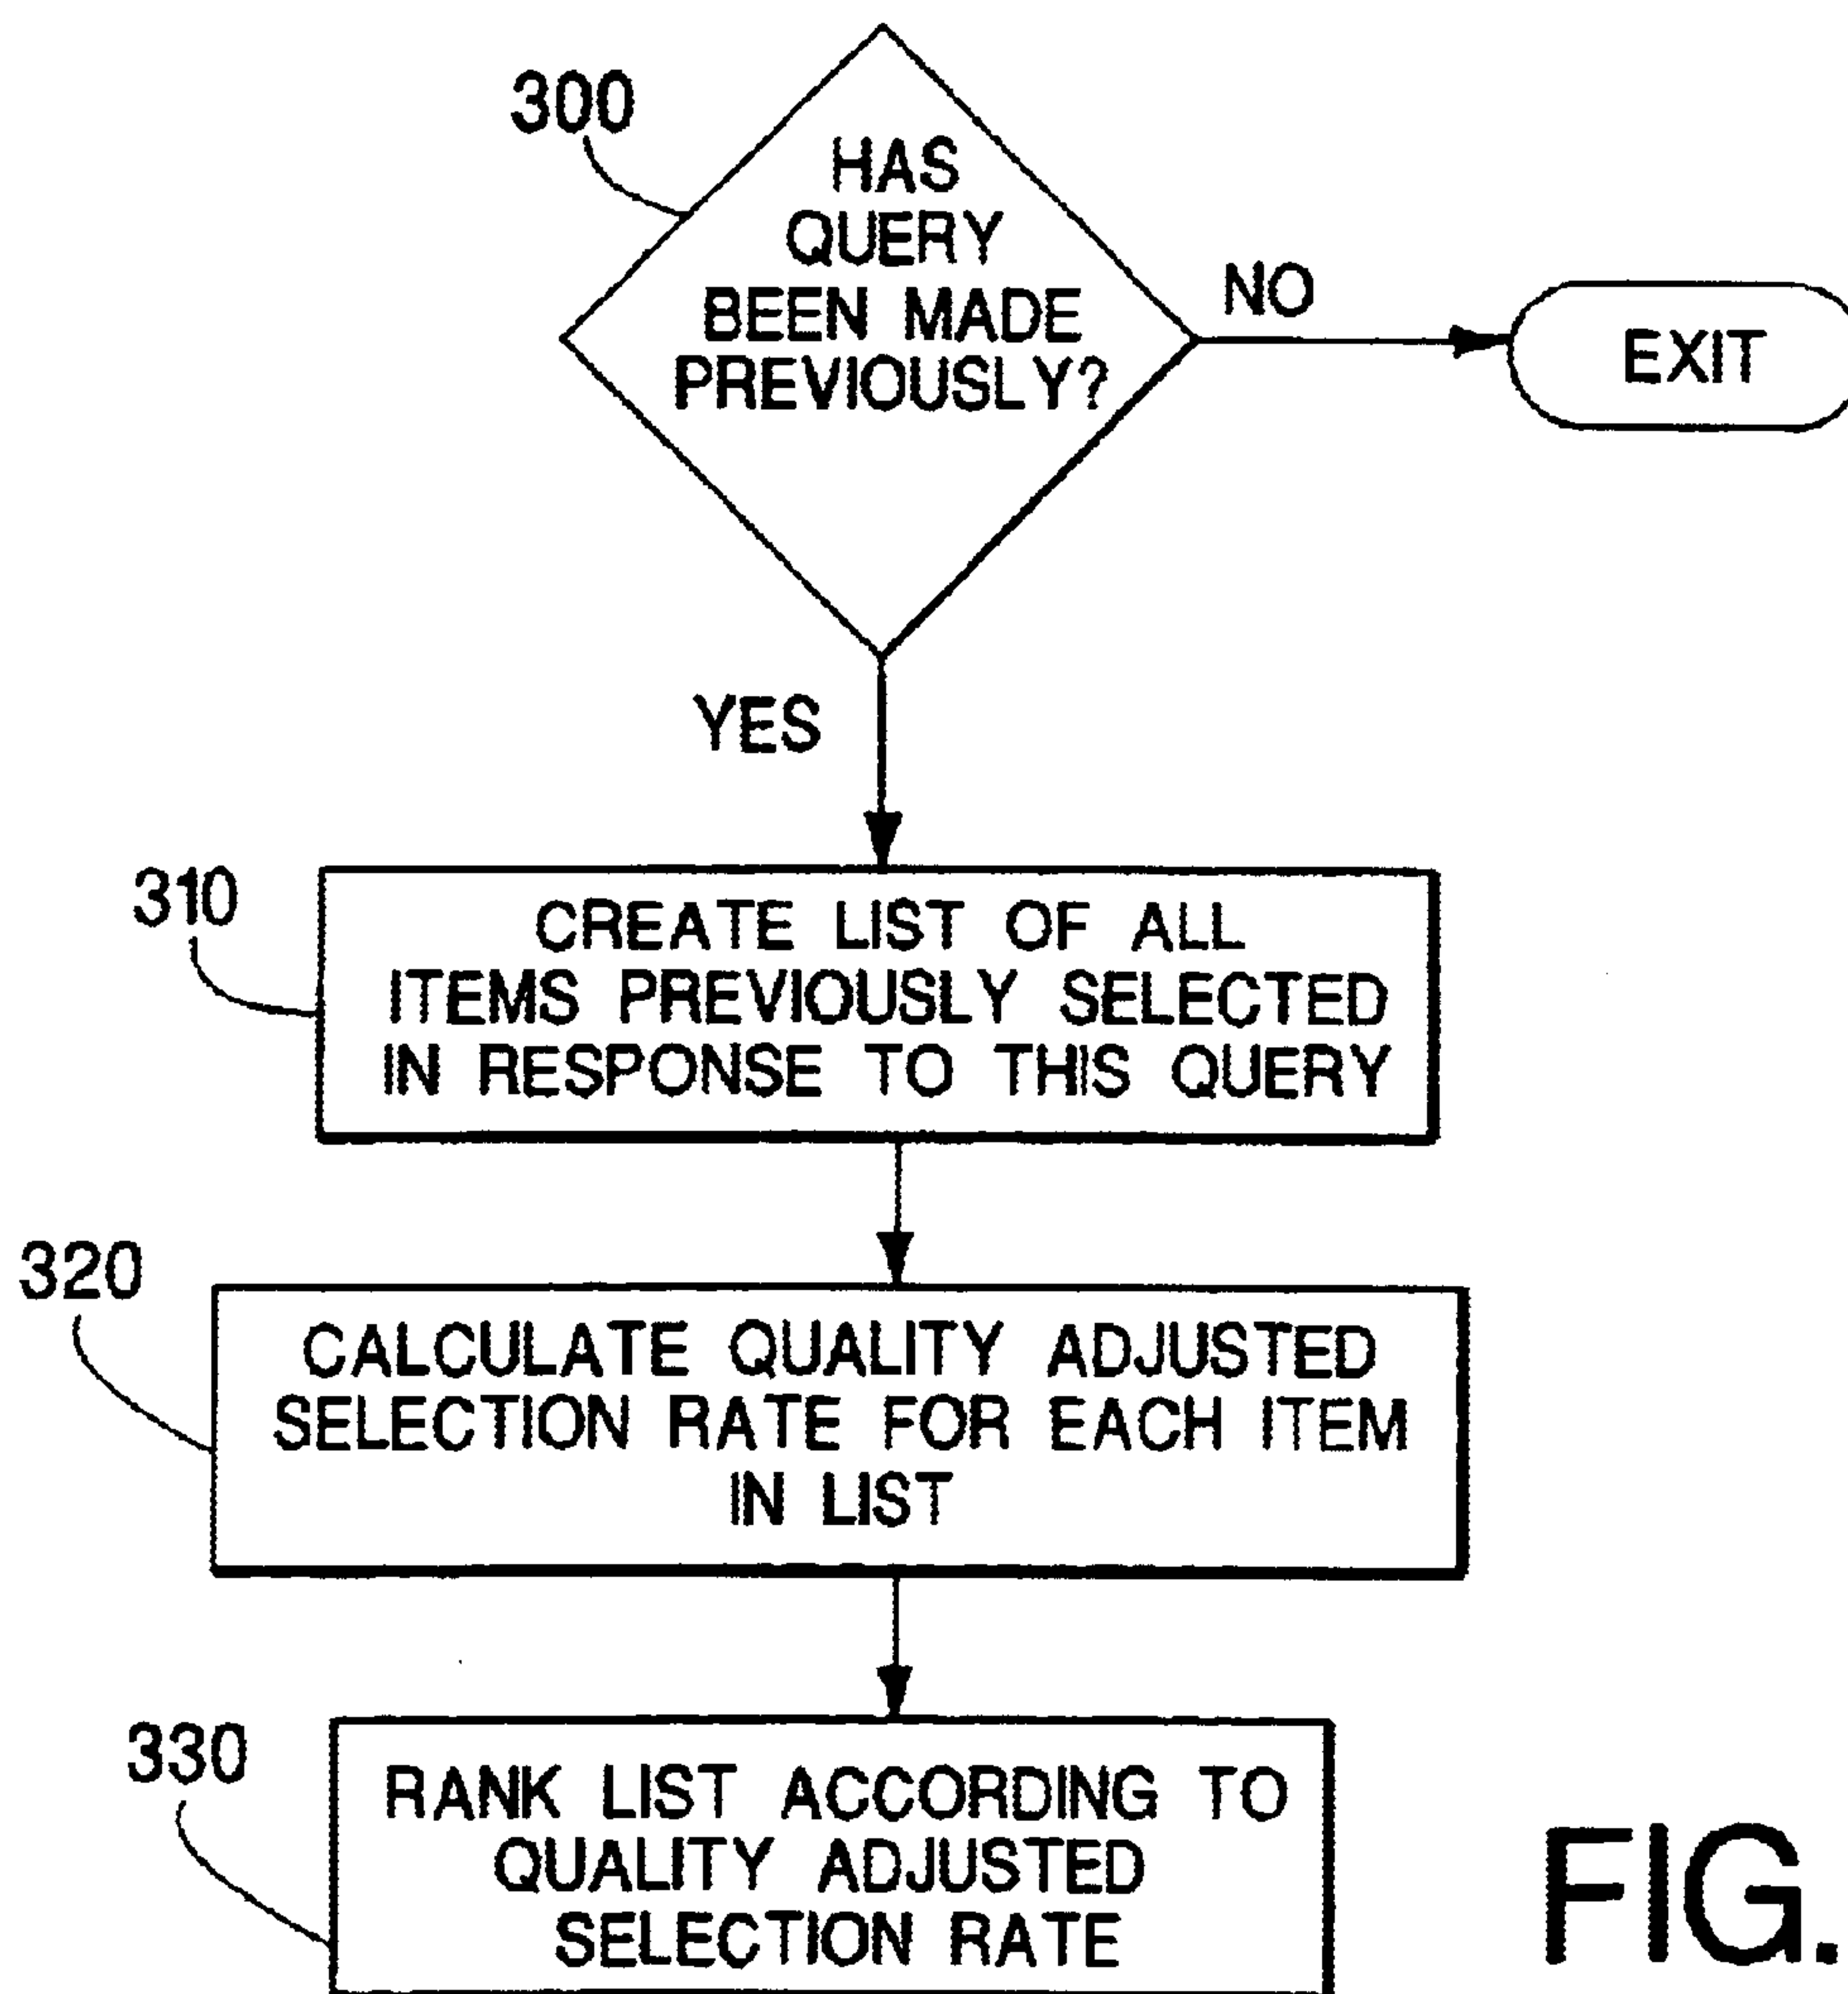 300
HAS
QUERY
BEEN MADE
PREVIOUSLY?
NO
EXIT
YES
310
CREATE LIST OF ALL
ITEMS PREVIOUSLY SELECTED
IN RESPONSE TO THIS QUERY
320
CALCULATE QUALITY ADJUSTED
SELECTION RATE FOR EACH ITEM
IN LIST
330
RANK LIST ACCORDING TO
QUALITY ADJUSTED
SELECTION RATE
FIG.